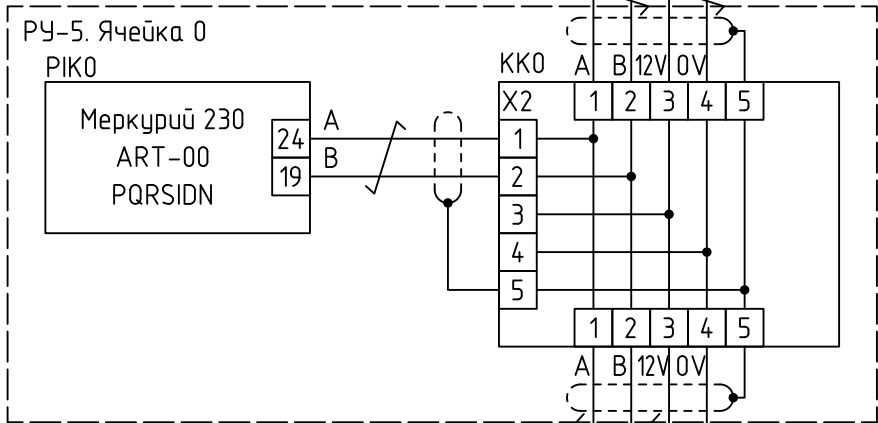 РУ-5. Ячейка 0
PIK0
KK0
A B 12V 0V
X2
1 2 3 4 5
Меркурий 230
ART-00
PQRSIDN
24
A
19
B
1
2
3
4
5
1 2 3 4 5
A B 12V 0V